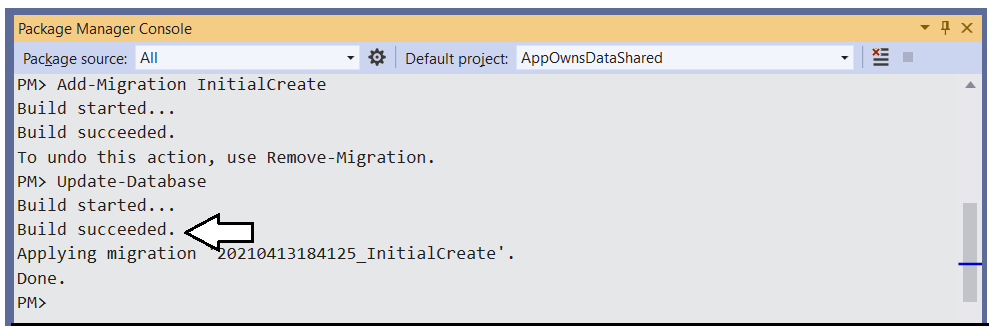 Package Manager Console
Package source: All Default project: AppOwnsDataShared
PM> Add-Migration InitialCreate
Build started...
Build succeeded.
To undo this action, use Remove-Migration.
PM> Update-Database
Build started...
Build succeeded.
Applying migration '20210413184125_InitialCreate'.
Done.
PM>